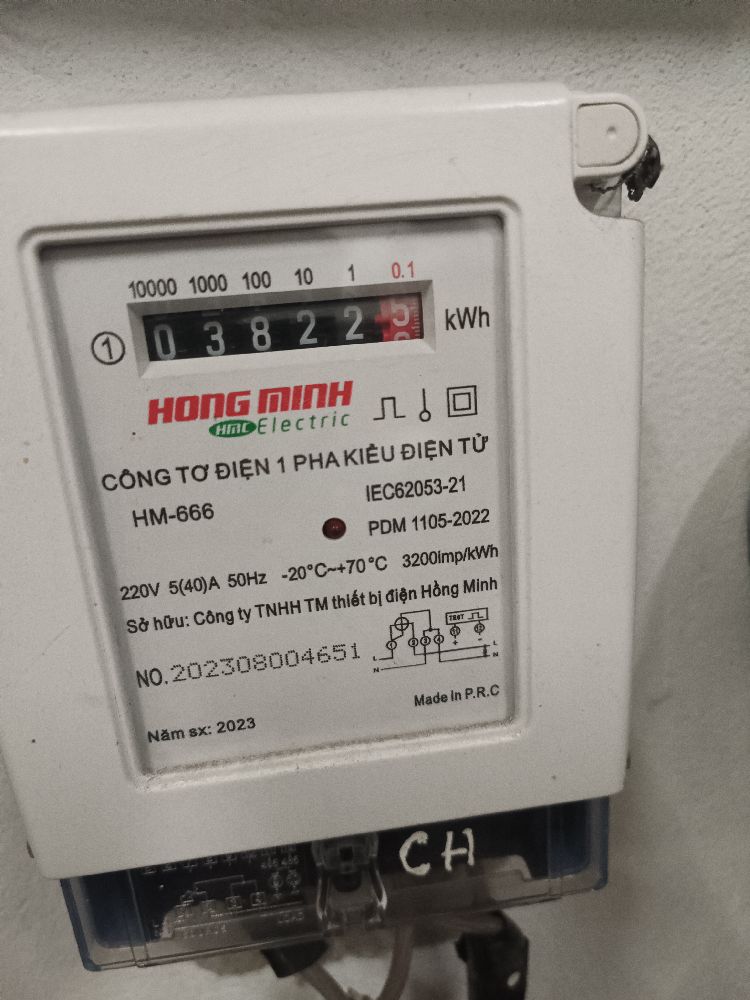 10000 1000 100 10 1 0.1
1 0 3 8 2 2 5 kWh
HONG MINH
HMC Electric
CÔNG TƠ ĐIỆN 1 PHA KIỂU ĐIỆN TỬ
HM-666
IEC62053-21
PDM 1105-2022
220V 5(40)A 50Hz -20°C~+70°C 3200imp/kWh
Sở hữu: Công ty TNHH TM thiết bị điện Hồng Minh
TEST
L L
N N
NO.202308004651
Made in P.R.C
Năm sx: 2023
CH